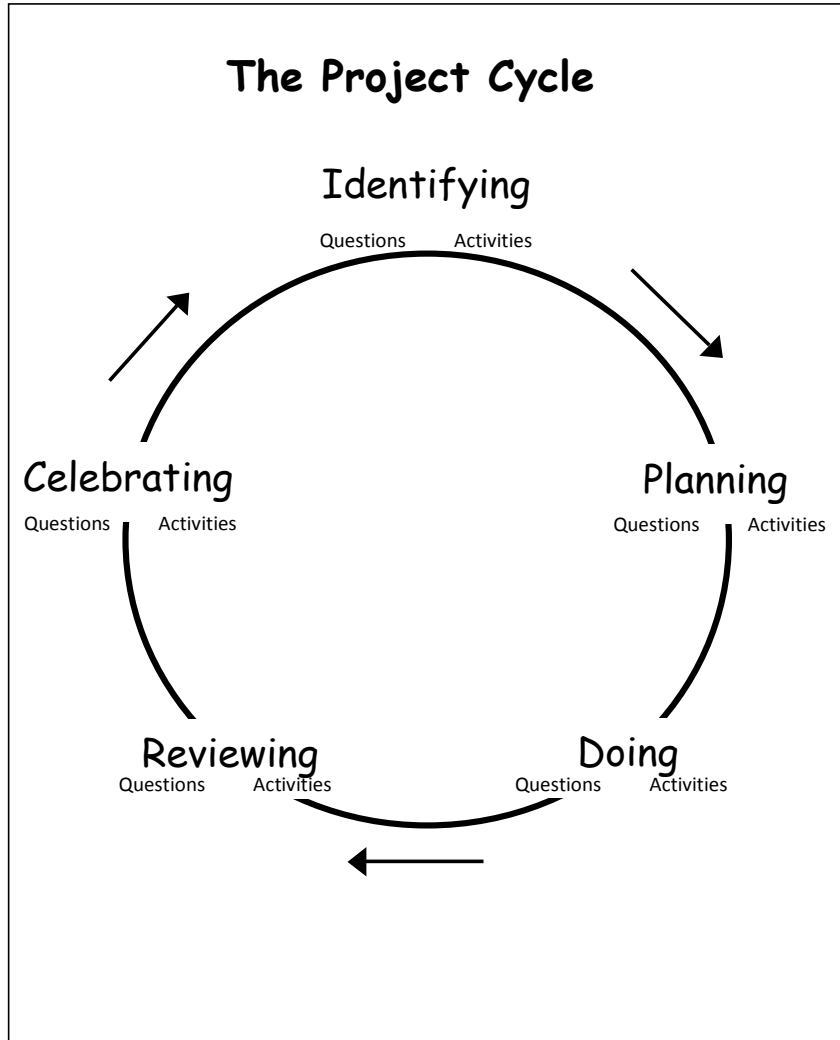 The Project Cycle
Identifying
Questions Activities
Celebrating
Questions Activities
Planning
Questions Activities
Reviewing
Questions Activities
Doing
Questions Activities